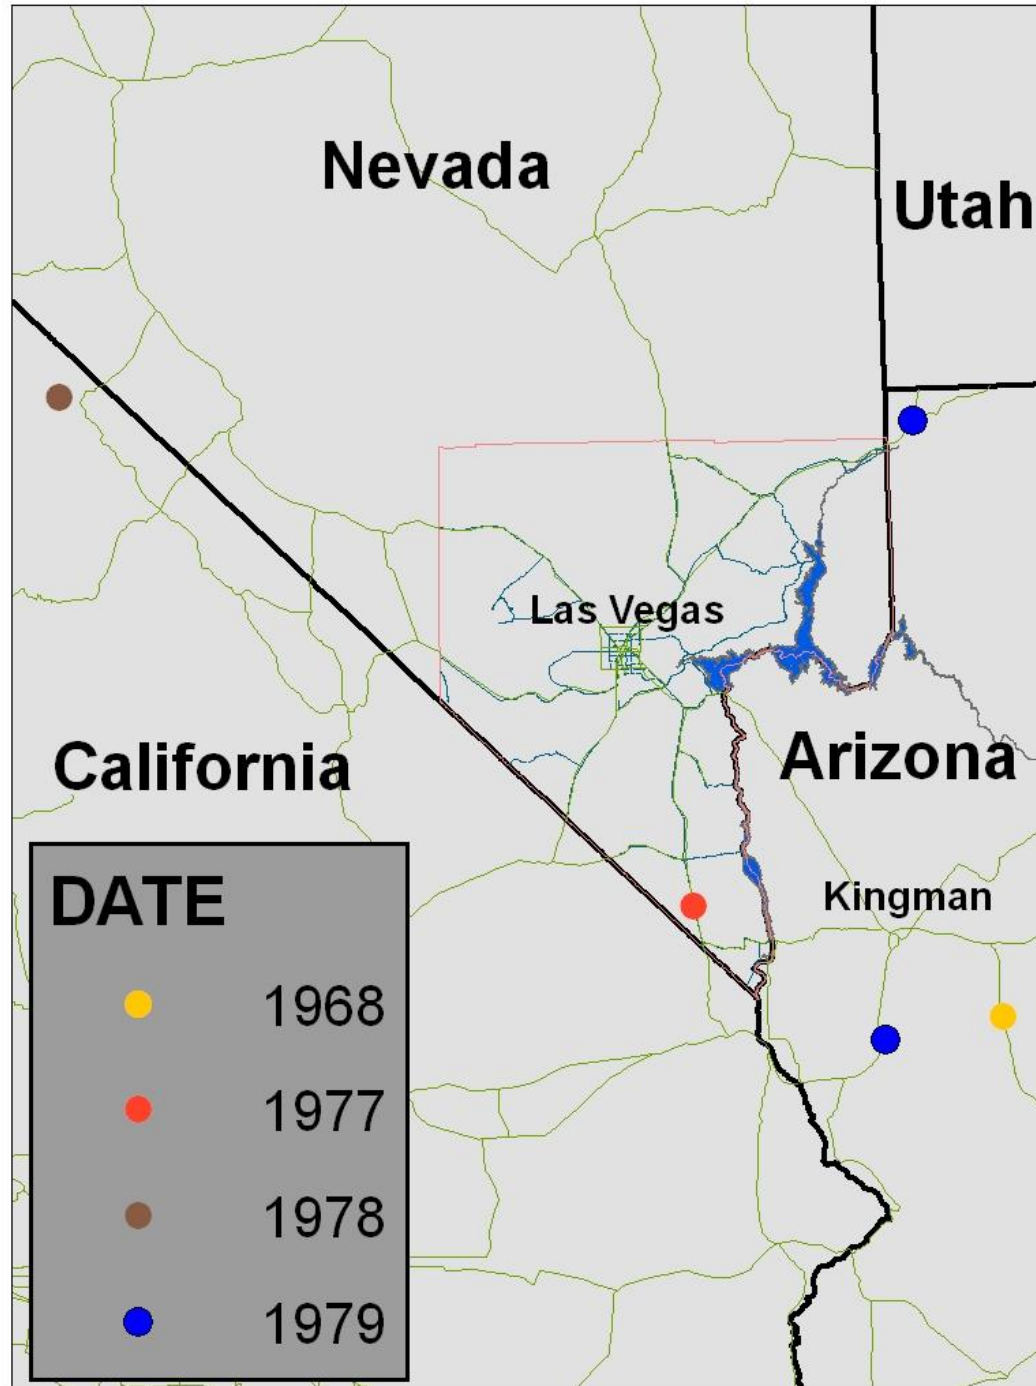 Nevada
Utah
Las Vegas
California
Arizona
Kingman
DATE
1968
1977
1978
1979